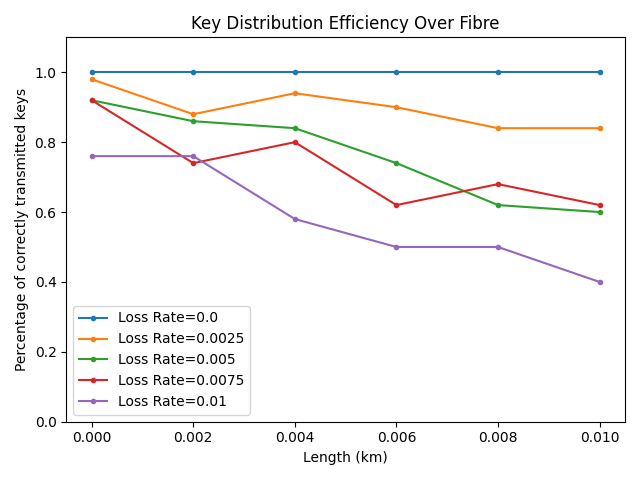 Key Distribution Efficiency Over Fibre
Percentage of correctly transmitted keys
1.0
0.8
0.6
0.4
0.2
0.0
Loss Rate=0.0
Loss Rate=0.0025
Loss Rate=0.005
Loss Rate=0.0075
Loss Rate=0.01
0.000 0.002 0.004 0.006 0.008 0.010
Length (km)